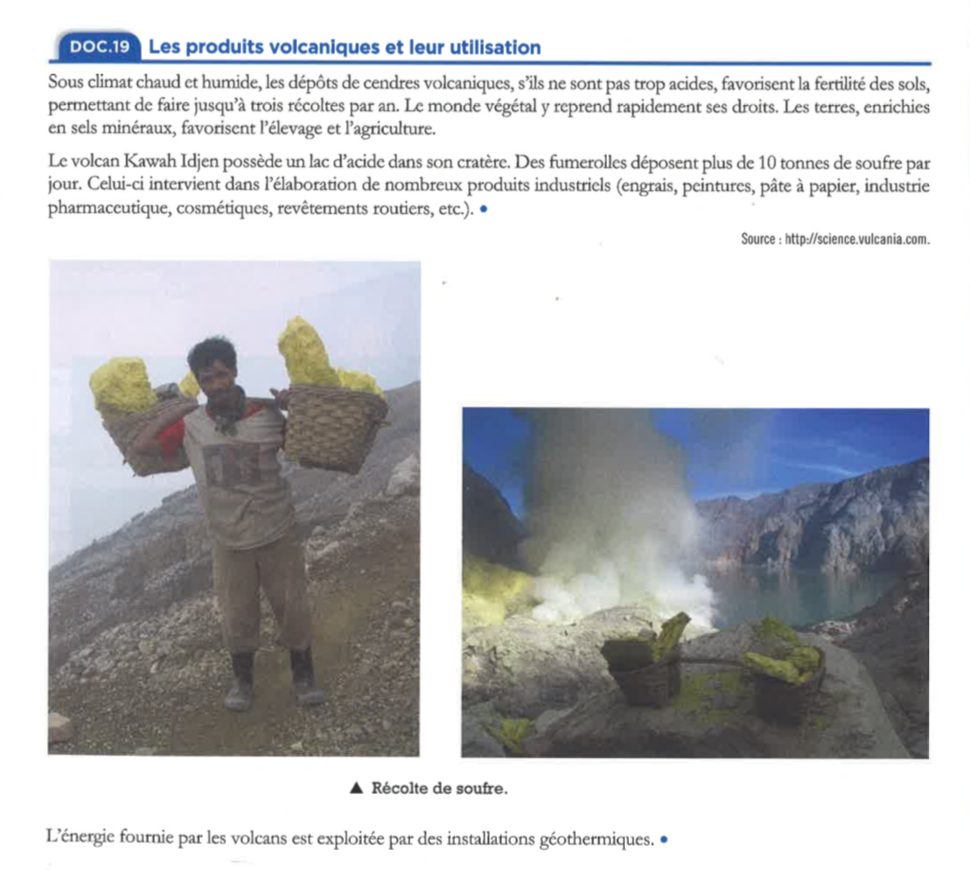 DOC.19 Les produits volcaniques et leur utilisation
Sous climat chaud et humide, les dépôts de cendres volcaniques, s'ils ne sont pas trop acides, favorisent la fertilité des sols,
permettant de faire jusqu'à trois récoltes par an. Le monde végétal y reprend rapidement ses droits. Les terres, enrichies
en sels minéraux, favorisent l'élevage et l'agriculture.
Le volcan Kawah Idjen possède un lac d'acide dans son cratère. Des fumerolles déposent plus de 10 tonnes de soufre par
jour. Celui-ci intervient dans l'élaboration de nombreux produits industriels (engrais, peintures, pâte à papier, industrie
pharmaceutique, cosmétiques, revêtements routiers, etc.). •
Source : http://science.vulcania.com.
▲ Récolte de soufre.
L'énergie fournie par les volcans est exploitée par des installations géothermiques. •